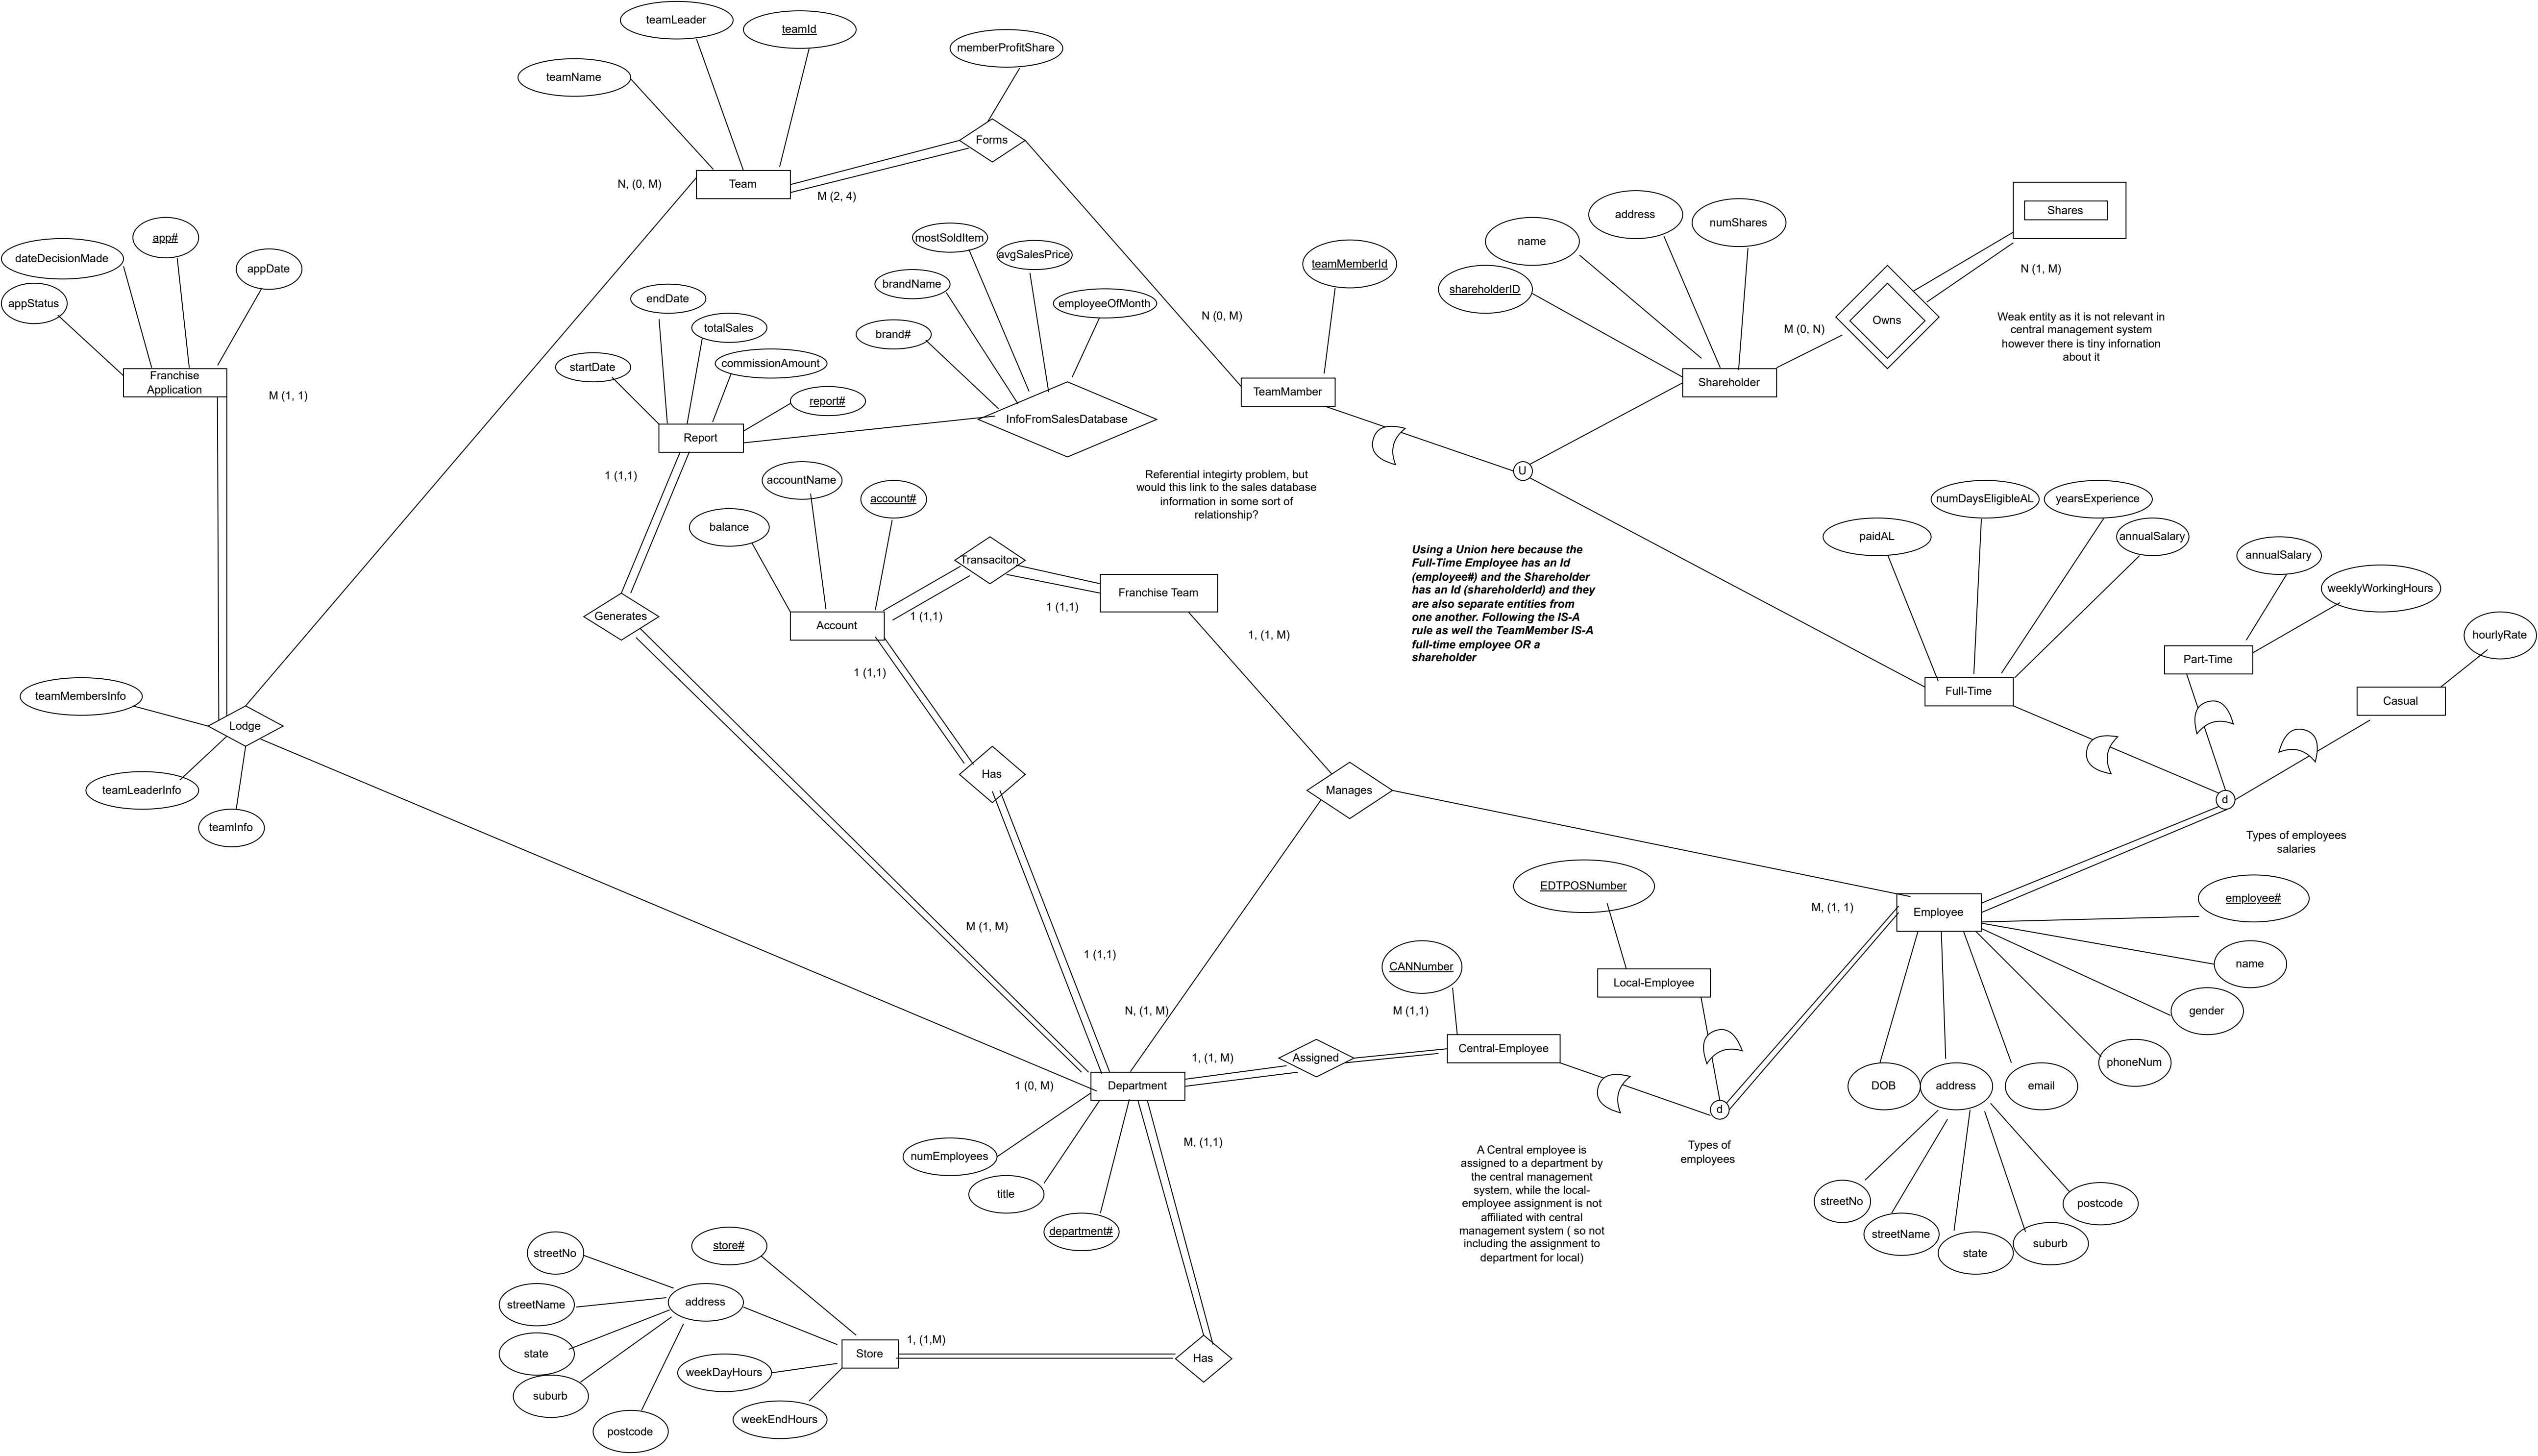 teamLeader
teamId
teamName
memberProfitShare
Forms
Team
N, (0, M)
M (2, 4)
Shares
address
numShares
name
shareholderID
teamMemberId
mostSoldItem
avgSalesPrice
brandName
employeeOfMonth
brand#
app#
dateDecisionMade
appDate
appStatus
endDate
totalSales
startDate
commissionAmount
report#
N (0, M)
N (1, M)
M (0, N)
Owns
Weak entity as it is not relevant in
central management system
however there is tiny infornation
about it
Franchise
Application
M (1, 1)
TeamMamber
Shareholder
Report
InfoFromSalesDatabase
U
1 (1,1)
Referential integirty problem, but
would this link to the sales database
information in some sort of
relationship?
accountName
account#
balance
Transaciton
Franchise Team
Account
1 (1,1)
1 (1,1)
1 (1,1)
1, (1, M)
Generates
Using a Union here because the
Full-Time Employee has an Id
(employee#) and the Shareholder
has an Id (shareholderId) and they
are also separate entities from
one another. Following the IS-A
rule as well the TeamMember IS-A
full-time employee OR a
shareholder
numDaysEligibleAL
yearsExperience
paidAL
annualSalary
annualSalary
weeklyWorkingHours
hourlyRate
Part-Time
Full-Time
Casual
teamMembersInfo
Lodge
teamLeaderInfo
teamInfo
Has
Manages
d
Types of employees
salaries
EDTPOSNumber
employee#
M, (1, 1)
Employee
M (1, M)
1 (1,1)
CANNumber
Local-Employee
name
gender
N, (1, M)
M (1,1)
Central-Employee
phoneNum
1, (1, M)
Assigned
1 (0, M)
Department
DOB
address
email
d
M, (1,1)
numEmployees
title
department#
A Central employee is
assigned to a department by
the central management
system, while the local-
employee assignment is not
affiliated with central
management system ( so not
including the assignment to
department for local)
Types of
employees
streetNo
streetName
state
suburb
postcode
streetNo
store#
streetName
address
state
suburb
postcode
1, (1,M)
Store
weekDayHours
weekEndHours
Has